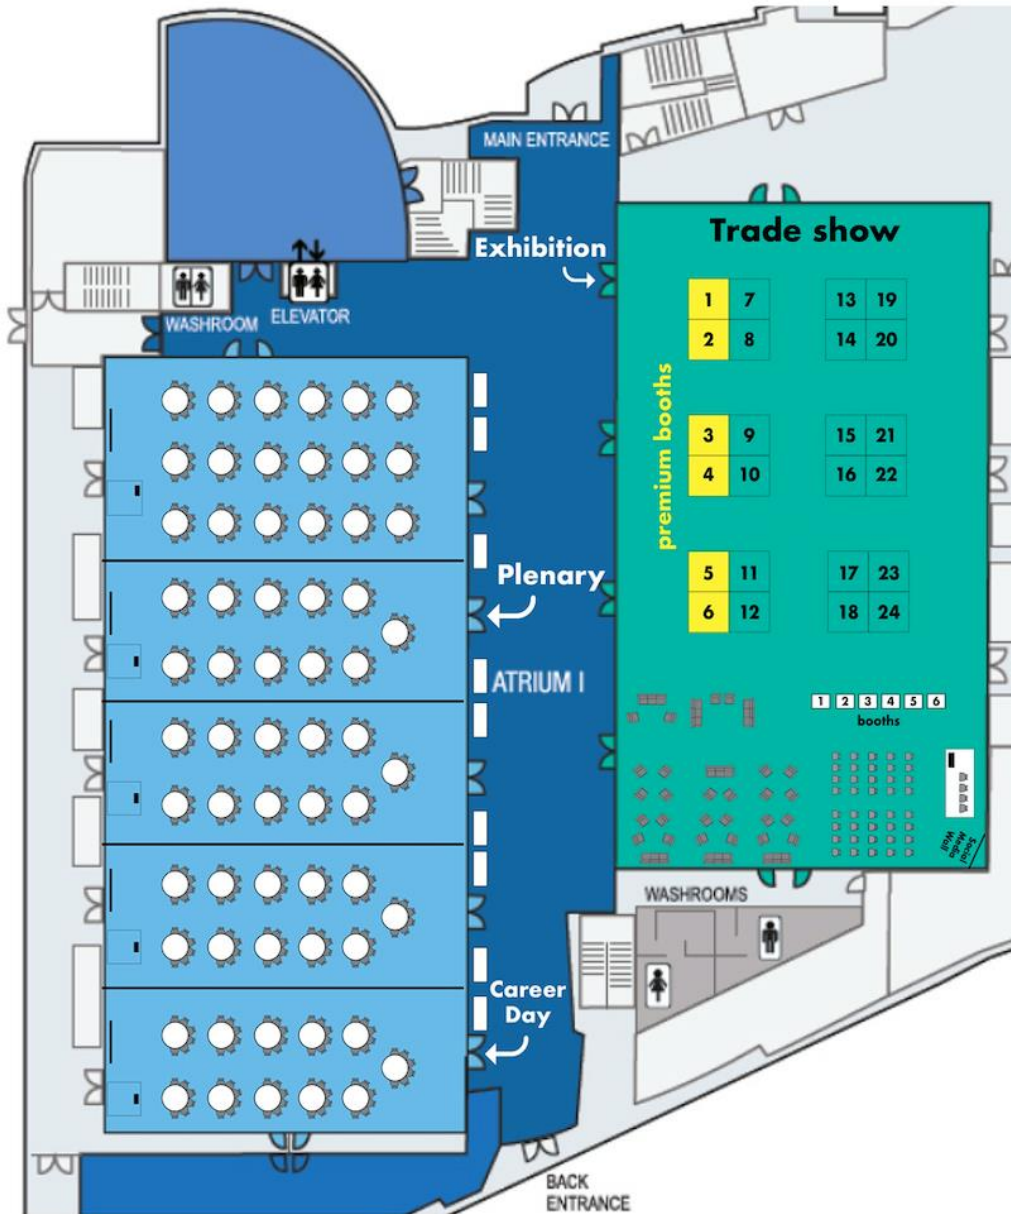 MAIN ENTRANCE
Trade show
Exhibition
WASHROOM
ELEVATOR
1 7 13 19
2 8 14 20
premium booths
3 9 15 21
4 10 16 22
Plenary
5 11 17 23
6 12 18 24
ATRIUM I
1 2 3 4 5 6
booths
Social
Media
Wall
WASHROOMS
Career
Day
BACK
ENTRANCE